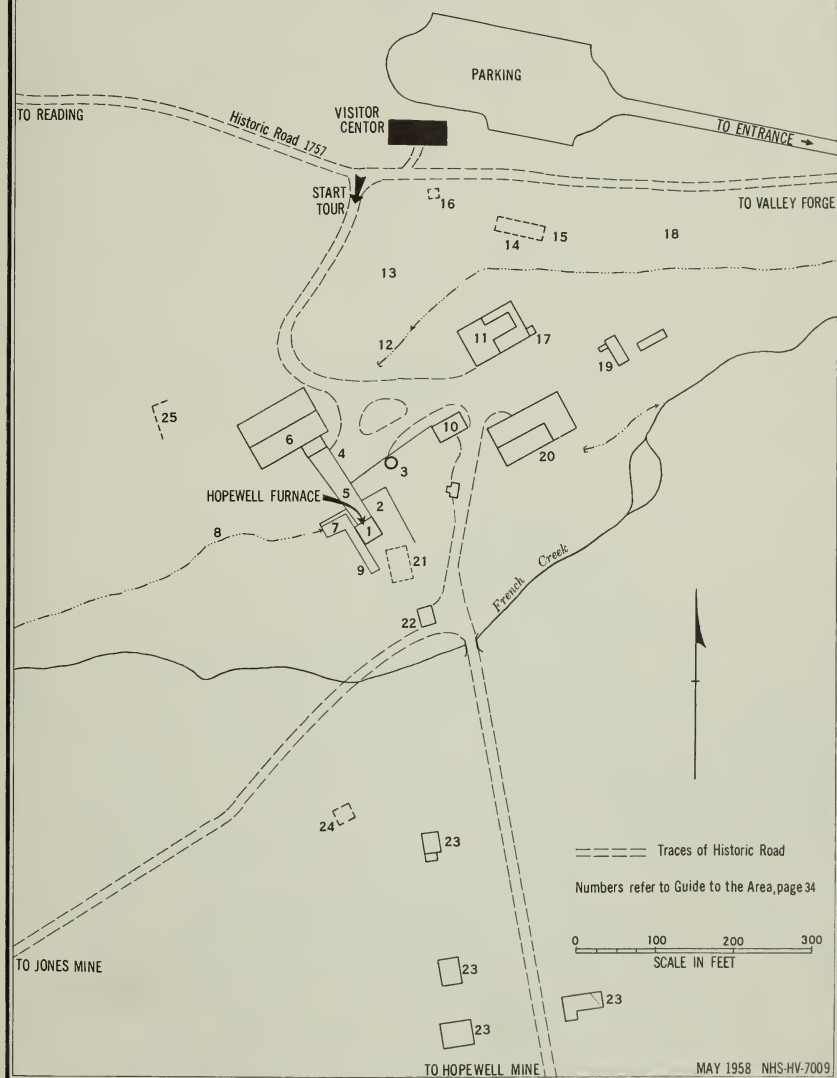 PARKING
TO READING
Historic Road 1757
VISITOR
CENTOR
TO ENTRANCE
START
TOUR
16
TO VALLEY FORGE
14
15
18
13
12
11
17
19
25
6
4
10
20
3
HOPEWELL FURNACE
5
2
1
7
8
9
21
French Creek
22
24
23
Traces of Historic Road
Numbers refer to Guide to the Area, page 34
0 100 200 300
SCALE IN FEET
TO JONES MINE
23
23
23
TO HOPEWELL MINE
MAY 1958 NHS-HV-7009